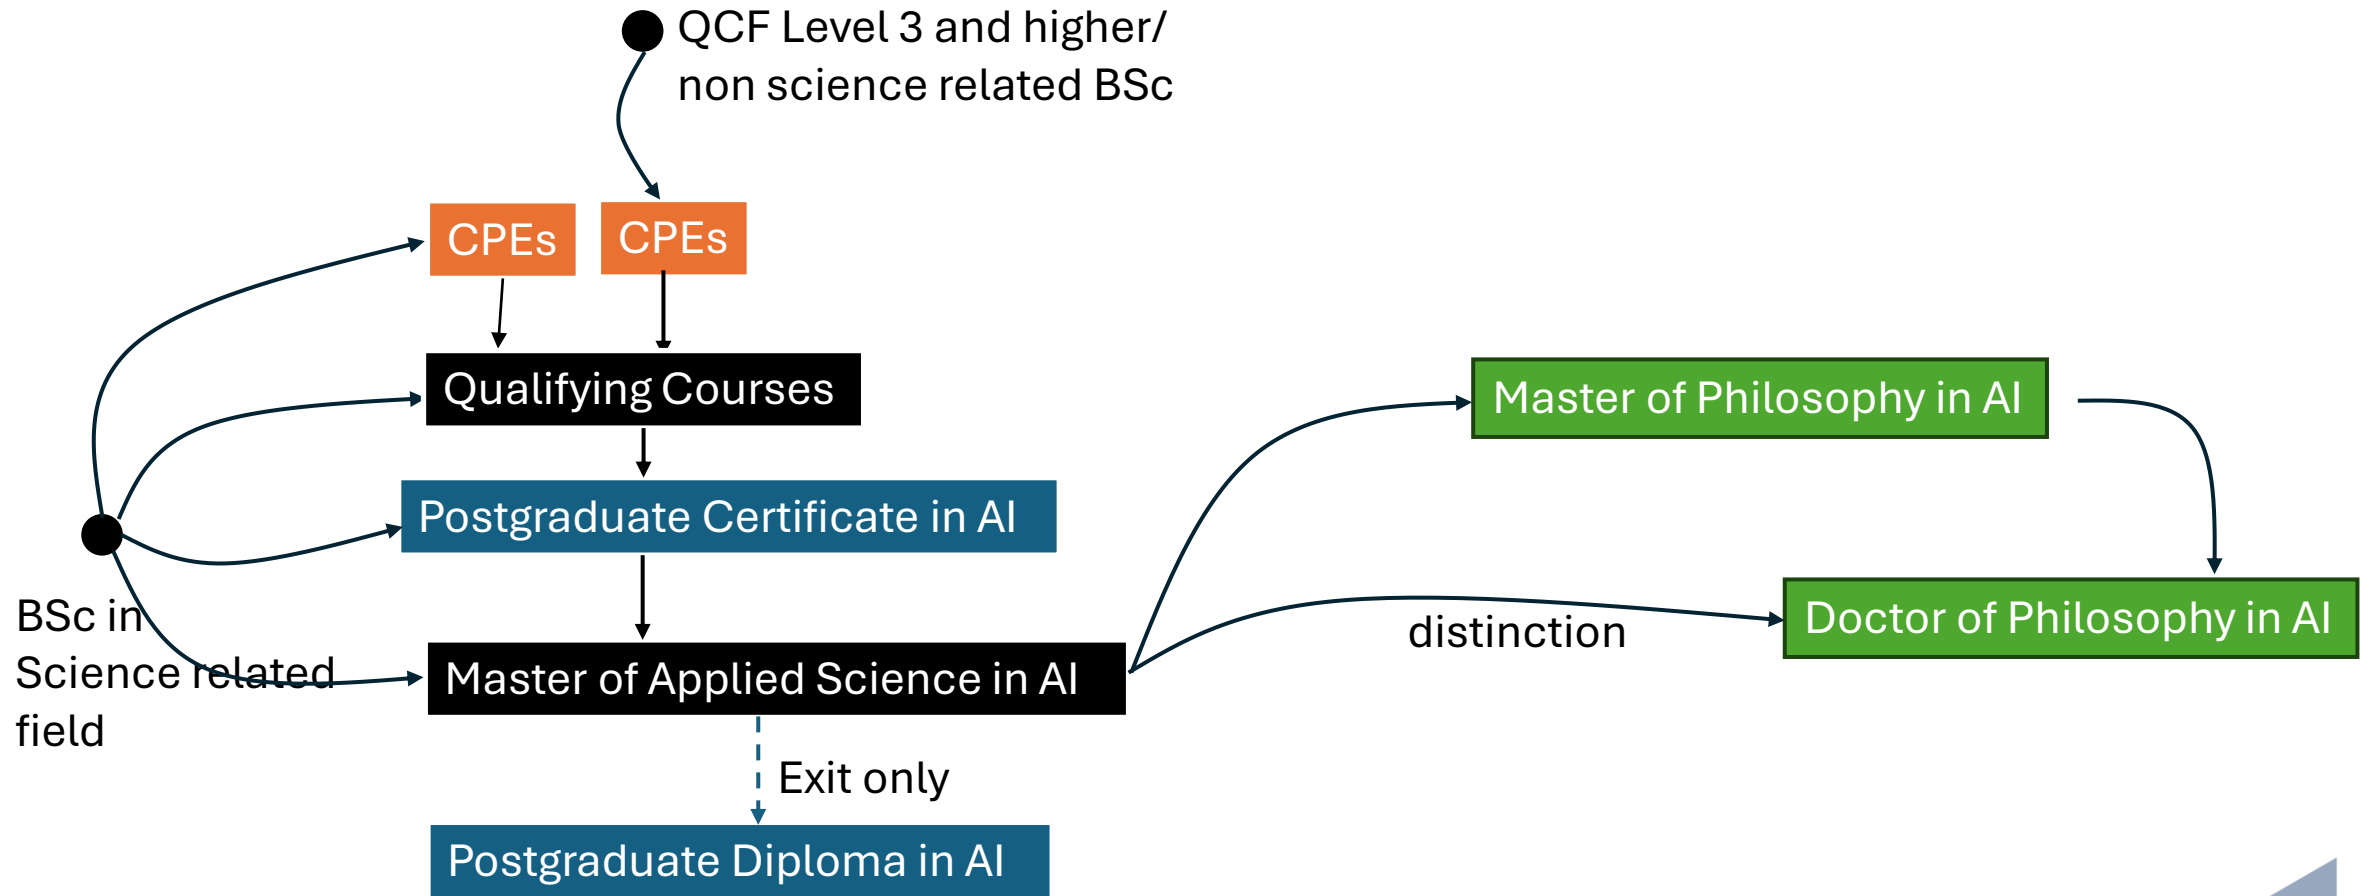 QCF Level 3 and higher/
non science related BSc
CPEs
CPEs
Qualifying Courses
Postgraduate Certificate in AI
BSc in
Science related
field
Master of Applied Science in AI
Exit only
Postgraduate Diploma in AI
Master of Philosophy in AI
distinction
Doctor of Philosophy in AI